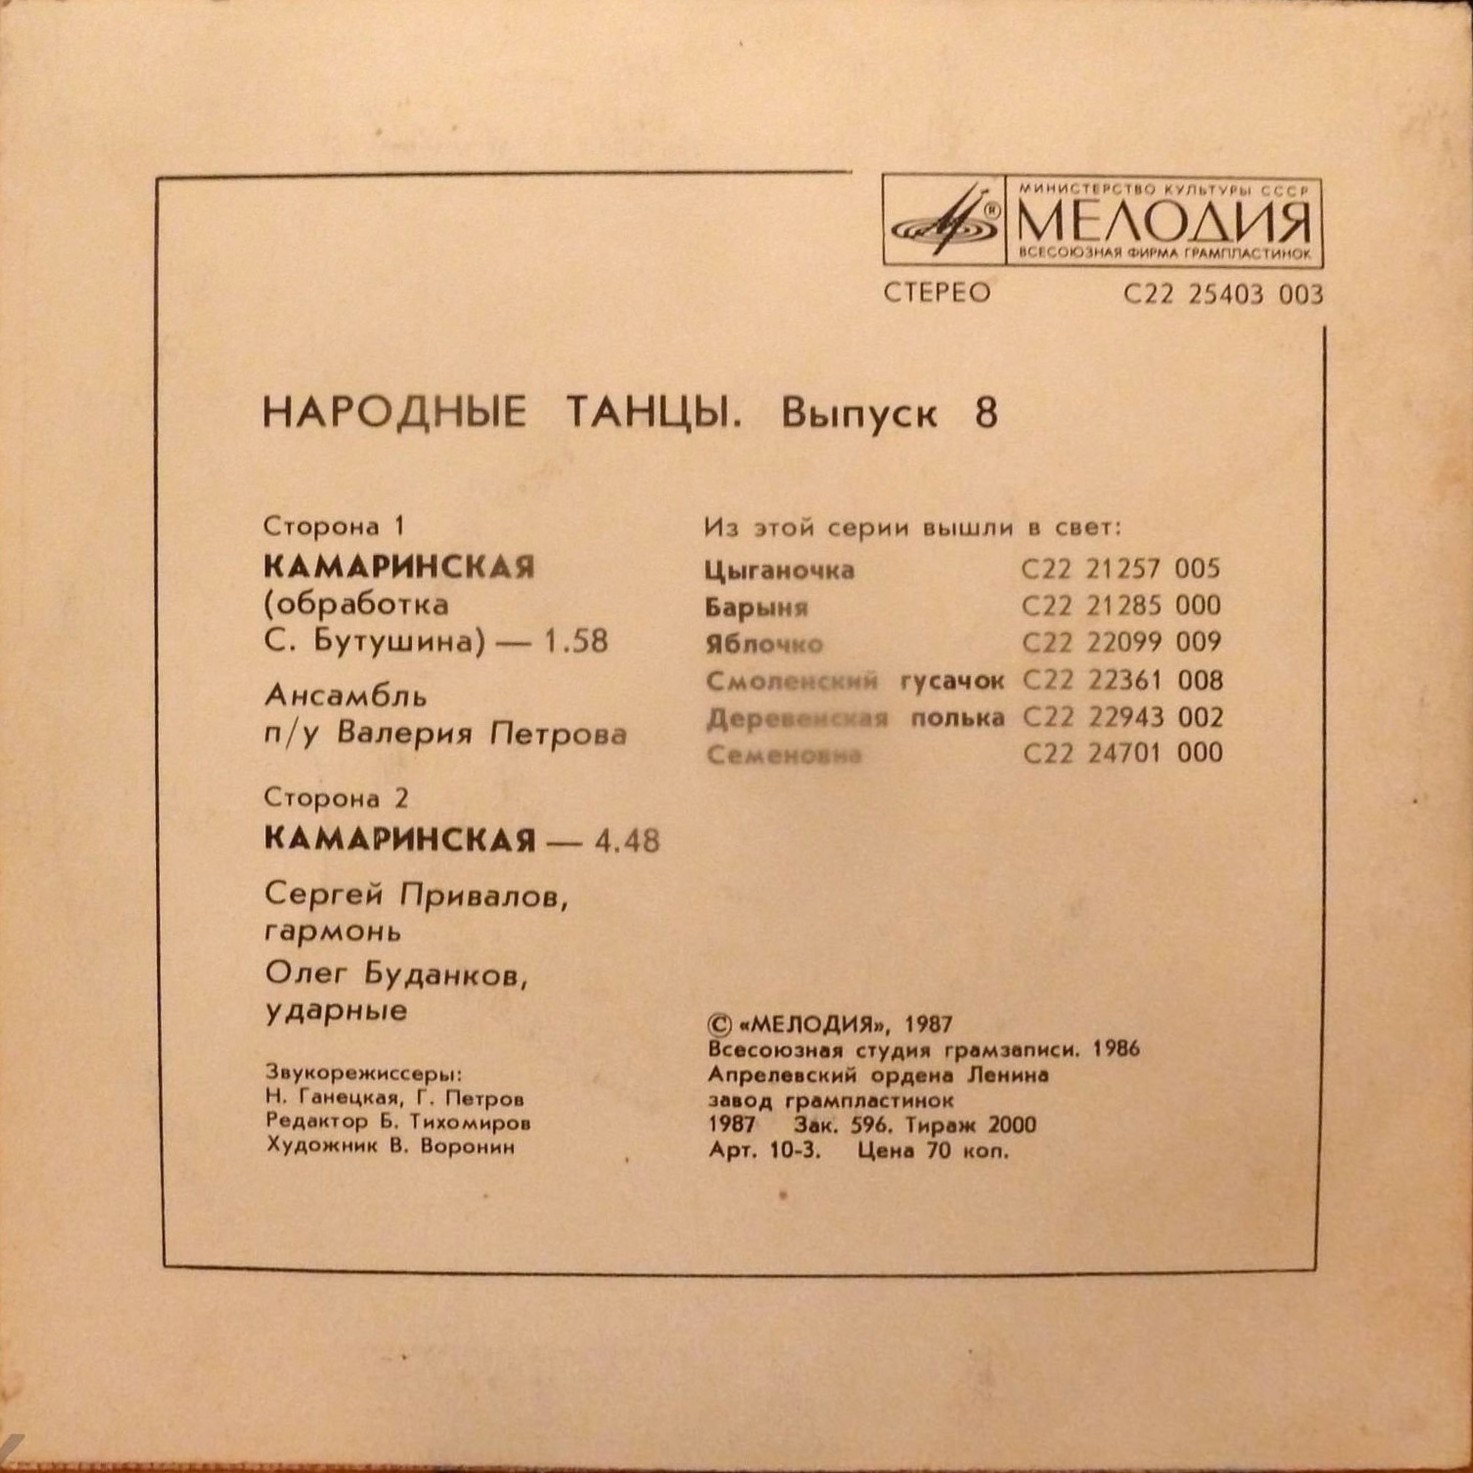 МИНИСТЕРСТВО КУЛЬТУРЫ СССР
МЕЛОДИЯ
ВСЕСОЮЗНАЯ ФИРМА ГРАМПЛАСТИНОК
СТЕРЕО С22 25403 003
НАРОДНЫЕ ТАНЦЫ. Выпуск 8
Сторона 1
КАМАРИНСКАЯ
(обработка
С. Бутушина) — 1.58
Ансамбль
п/у Валерия Петрова
Сторона 2
КАМАРИНСКАЯ — 4.48
Сергей Привалов,
гармонь
Олег Буданков,
ударные
Звукорежиссеры:
Н. Ганецкая, Г. Петров
Редактор Б. Тихомиров
Художник В. Воронин
Из этой серии вышли в свет:
Цыганочка С22 21257 005
Барыня С22 21285 000
Яблочко С22 22099 009
Смоленский гусачок С22 22361 008
Деревенская полька С22 22943 002
Семеновна С22 24701 000
© «МЕЛОДИЯ», 1987
Всесоюзная студия грамзаписи. 1986
Апрелевский ордена Ленина
завод грампластинок
1987 Зак. 596. Тираж 2000
Арт. 10-3. Цена 70 коп.